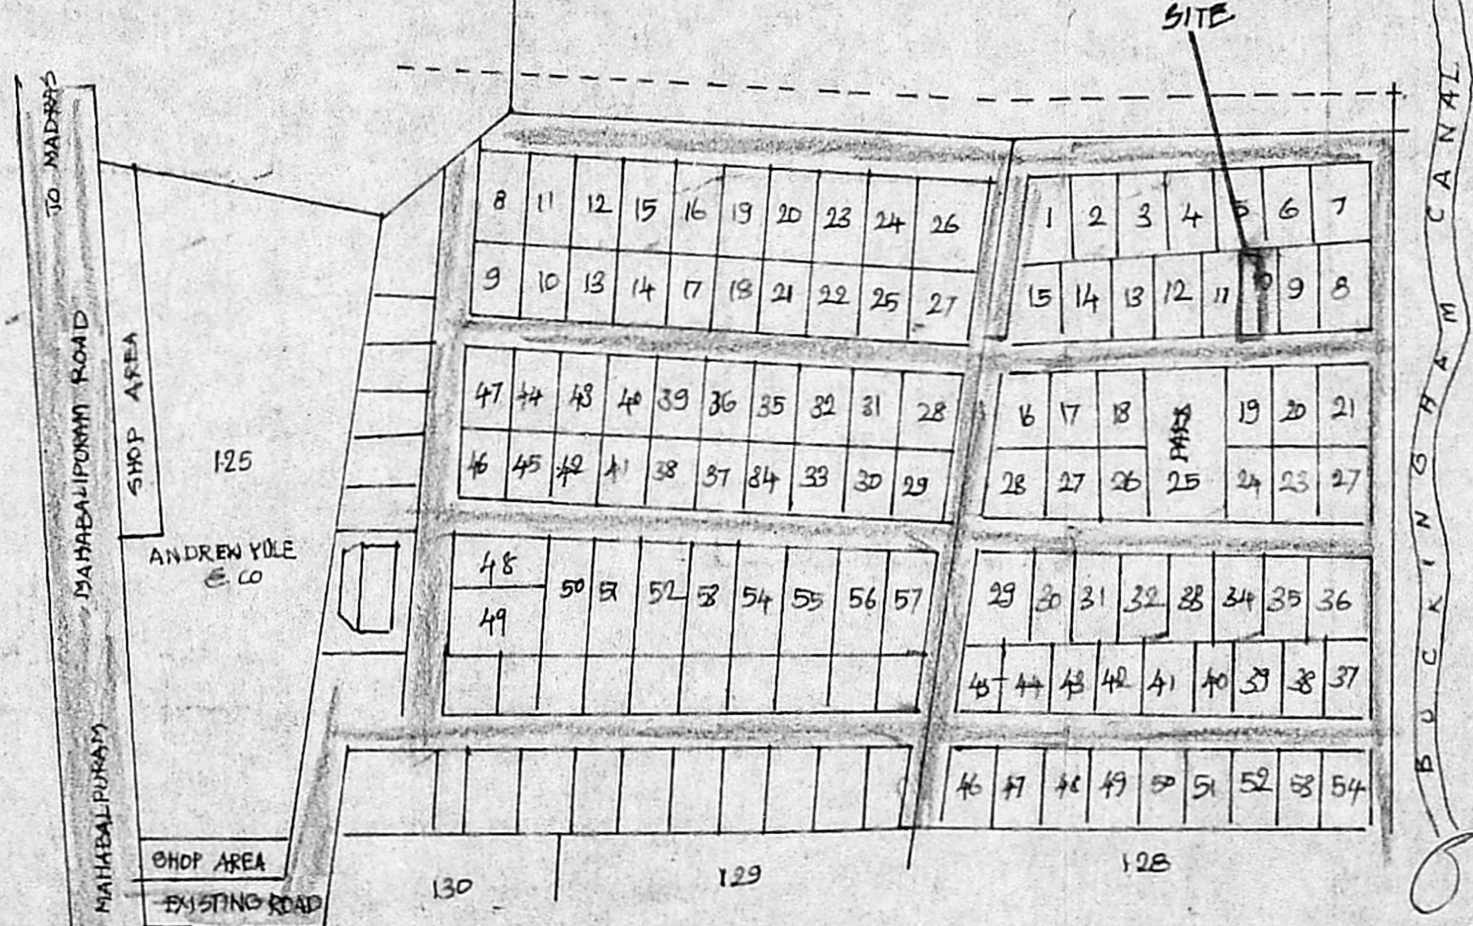 SITE
TO MADRAS
MAHABALIPURAM ROAD
MAHABALPURAM
SHOP AREA
125
ANDREW YULE
& CO
SHOP AREA
EXISTING ROAD
8 11 12 15 16 19 20 23 24 26
9 10 13 14 17 18 21 22 25 27
47 44 43 40 39 36 35 32 31 28
46 45 42 41 38 37 34 33 30 29
48
49
50 51 52 53 54 55 56 57
1 2 3 4 5 6 7
15 14 13 12 11 9 8
16 17 18 PARK 19 20 21
28 27 26 25 24 23 27
29 30 31 32 33 34 35 36
45 44 43 42 41 40 39 38 37
46 47 48 49 50 51 52 53 54
130
129
128
BUCKINGHAM CANAL